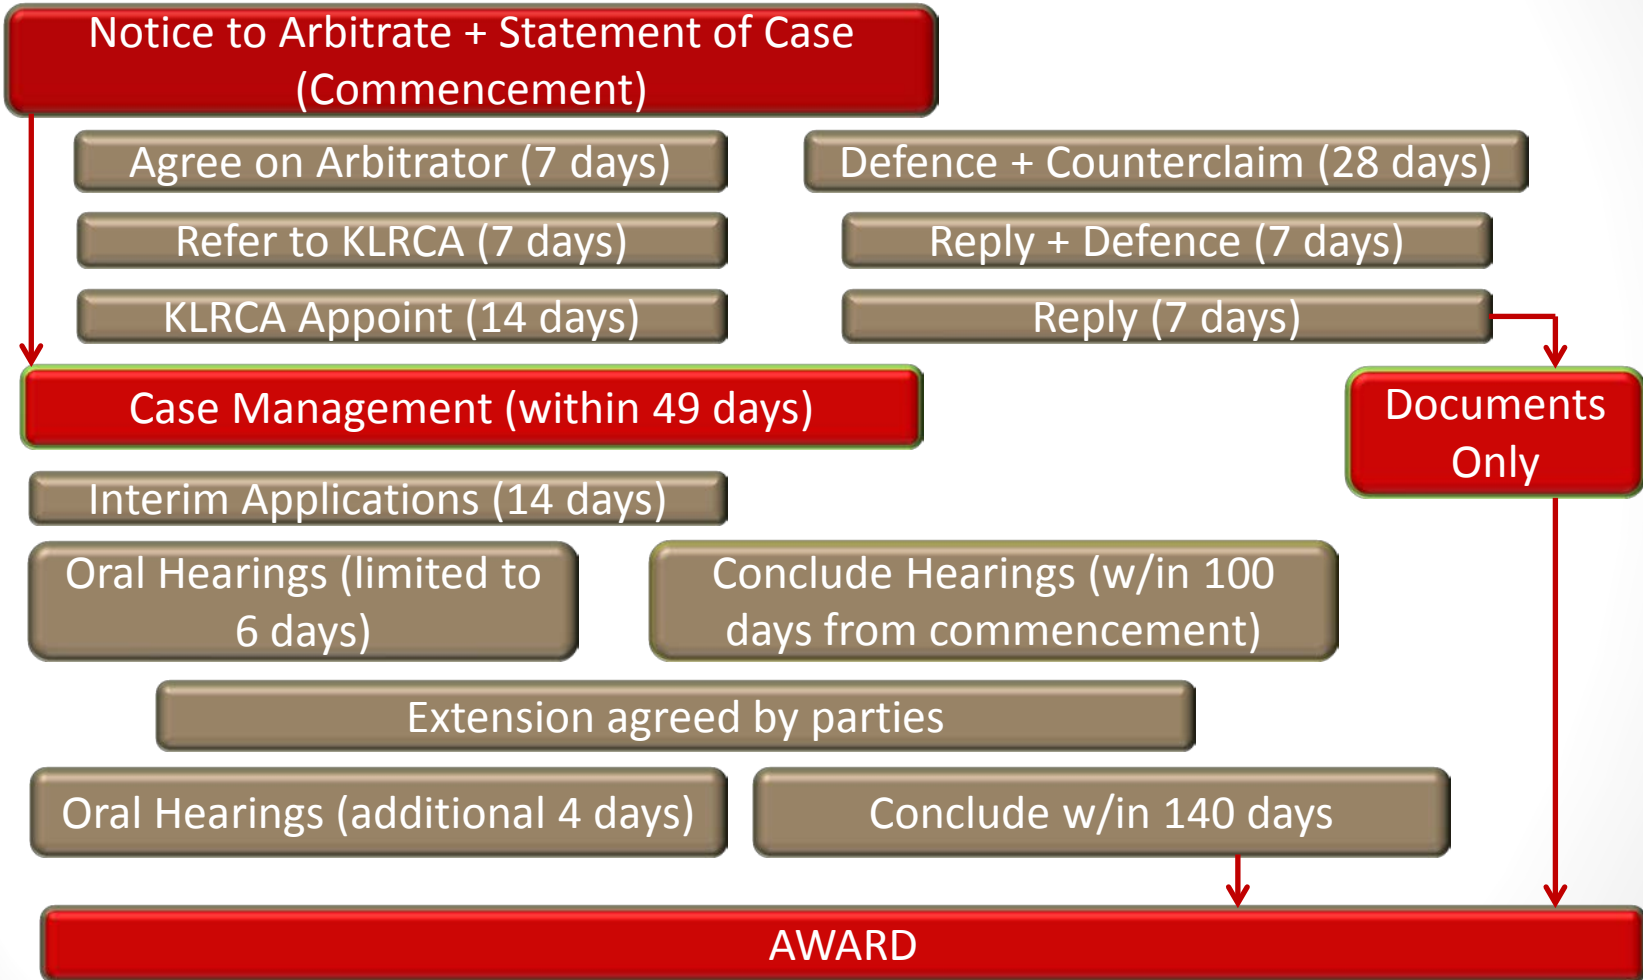 Notice to Arbitrate + Statement of Case
(Commencement)
Agree on Arbitrator (7 days)
Defence + Counterclaim (28 days)
Refer to KLRCA (7 days)
Reply + Defence (7 days)
KLRCA Appoint (14 days)
Reply (7 days)
Case Management (within 49 days)
Documents
Only
Interim Applications (14 days)
Oral Hearings (limited to
6 days)
Conclude Hearings (w/in 100
days from commencement)
Extension agreed by parties
Oral Hearings (additional 4 days)
Conclude w/in 140 days
AWARD